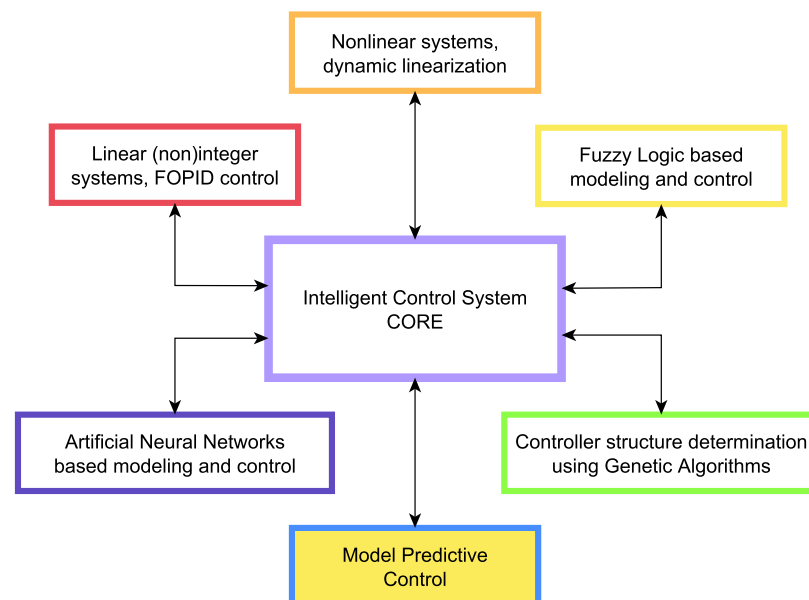 Nonlinear systems,
dynamic linearization
Linear (non)integer
systems, FOPID control
Fuzzy Logic based
modeling and control
Intelligent Control System
CORE
Artificial Neural Networks
based modeling and control
Controller structure determination
using Genetic Algorithms
Model Predictive
Control